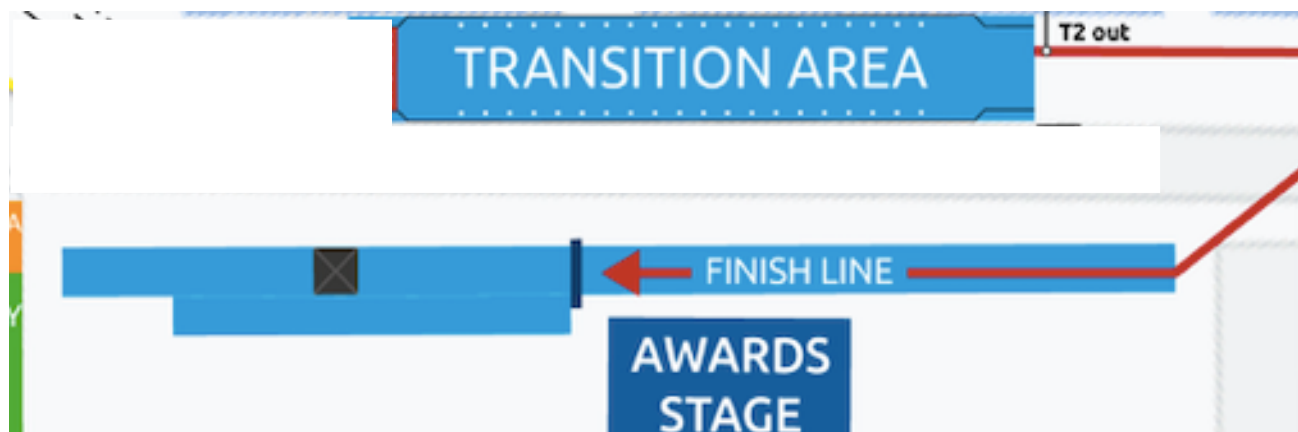 T2 out
TRANSITION AREA
A
FINISH LINE
Y
AWARDS
STAGE